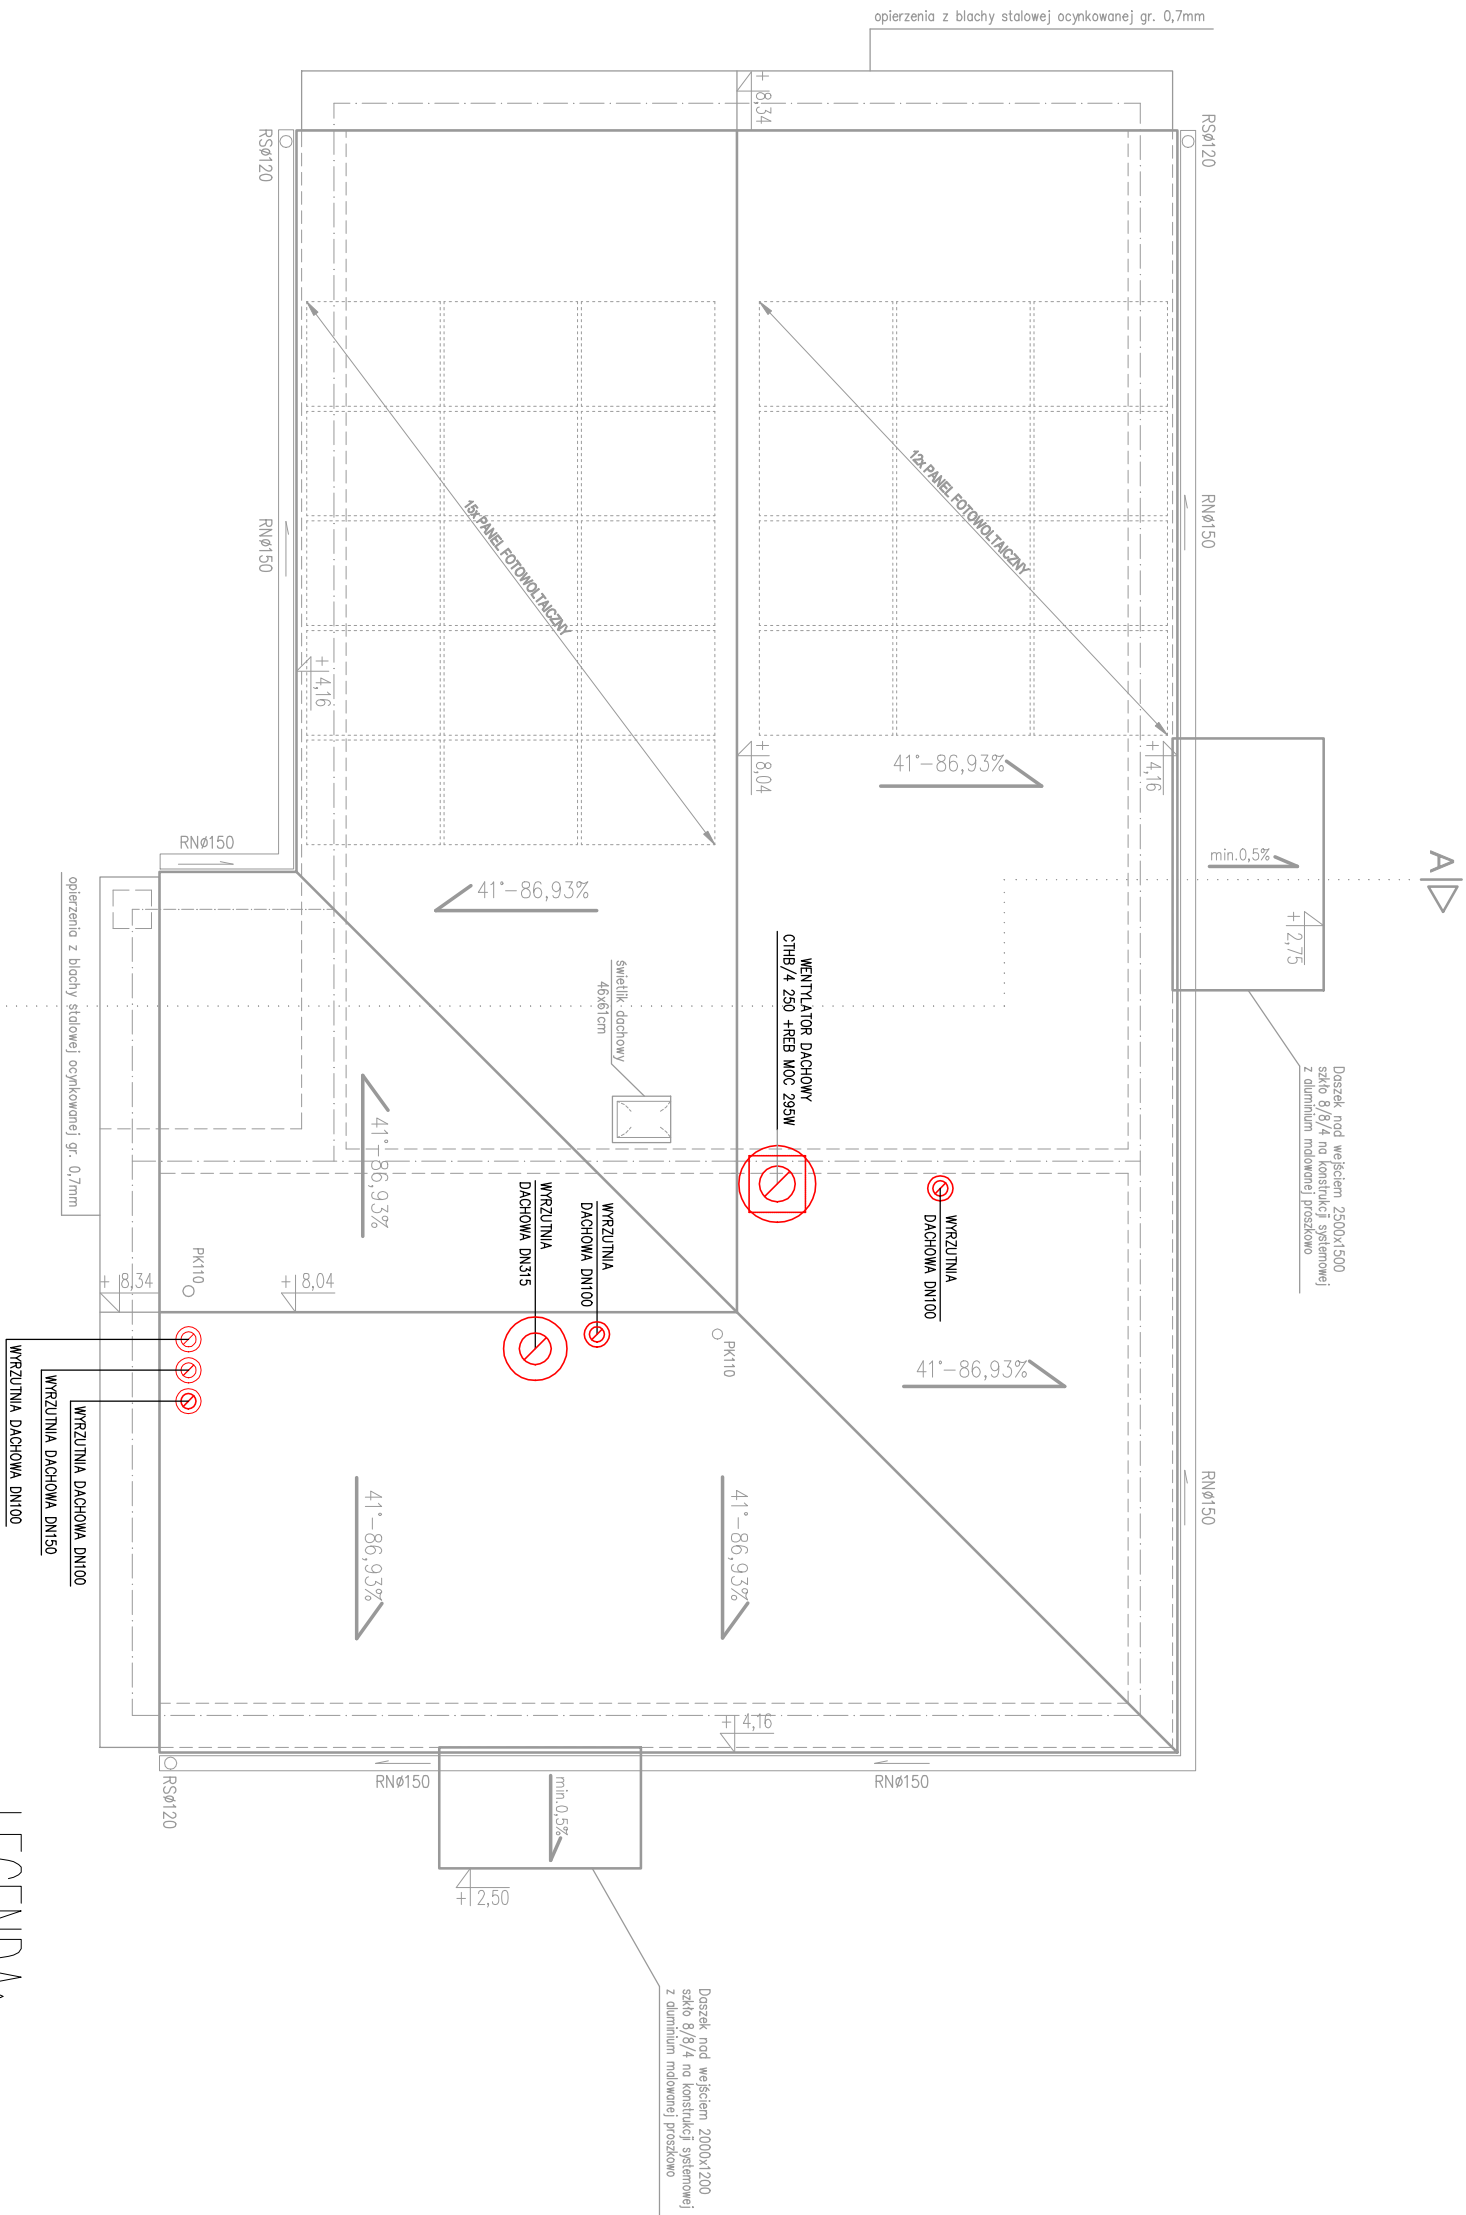 opierzenia z blachy stalowej ocynkowanej gr. 0,7mm
+ 8,34
RSø120
RSø120
RNø150
RNø150
12x PANEL FOTOWOLTAICZNY
15x PANEL FOTOWOLTAICZNY
+ 4,16
+ 8,04
+ 4,16
41°-86,93%
min.0,5%
A
+ 2,75
RNø150
41°-86,93%
opierzenia z blachy stalowej ocynkowanej gr. 0,7mm
WENTYLATOR DACHOWY
CTHB/4 250 +REB MOC 295W
świetlik dachowy
46x61cm
Daszek nad wejściem 2500x1500
szkło 8/8/4 na konstrukcji systemowej
z aluminium malowanej proszkowo
41°-86,93%
WYRZUTNIA
DACHOWA DN315
WYRZUTNIA
DACHOWA DN100
WYRZUTNIA
DACHOWA DN100
PK110
+ 8,34
+ 8,04
PK110
41°-86,93%
RNø150
WYRZUTNIA DACHOWA DN100
WYRZUTNIA DACHOWA DN150
WYRZUTNIA DACHOWA DN100
41°-86,93%
41°-86,93%
+ 4,16
RSø120
RNø150
min.0,5%
RNø150
+ 2,50
Daszek nad wejściem 2000x1200
szkło 8/8/4 na konstrukcji systemowej
z aluminium malowanej proszkowo
LEGENDA: